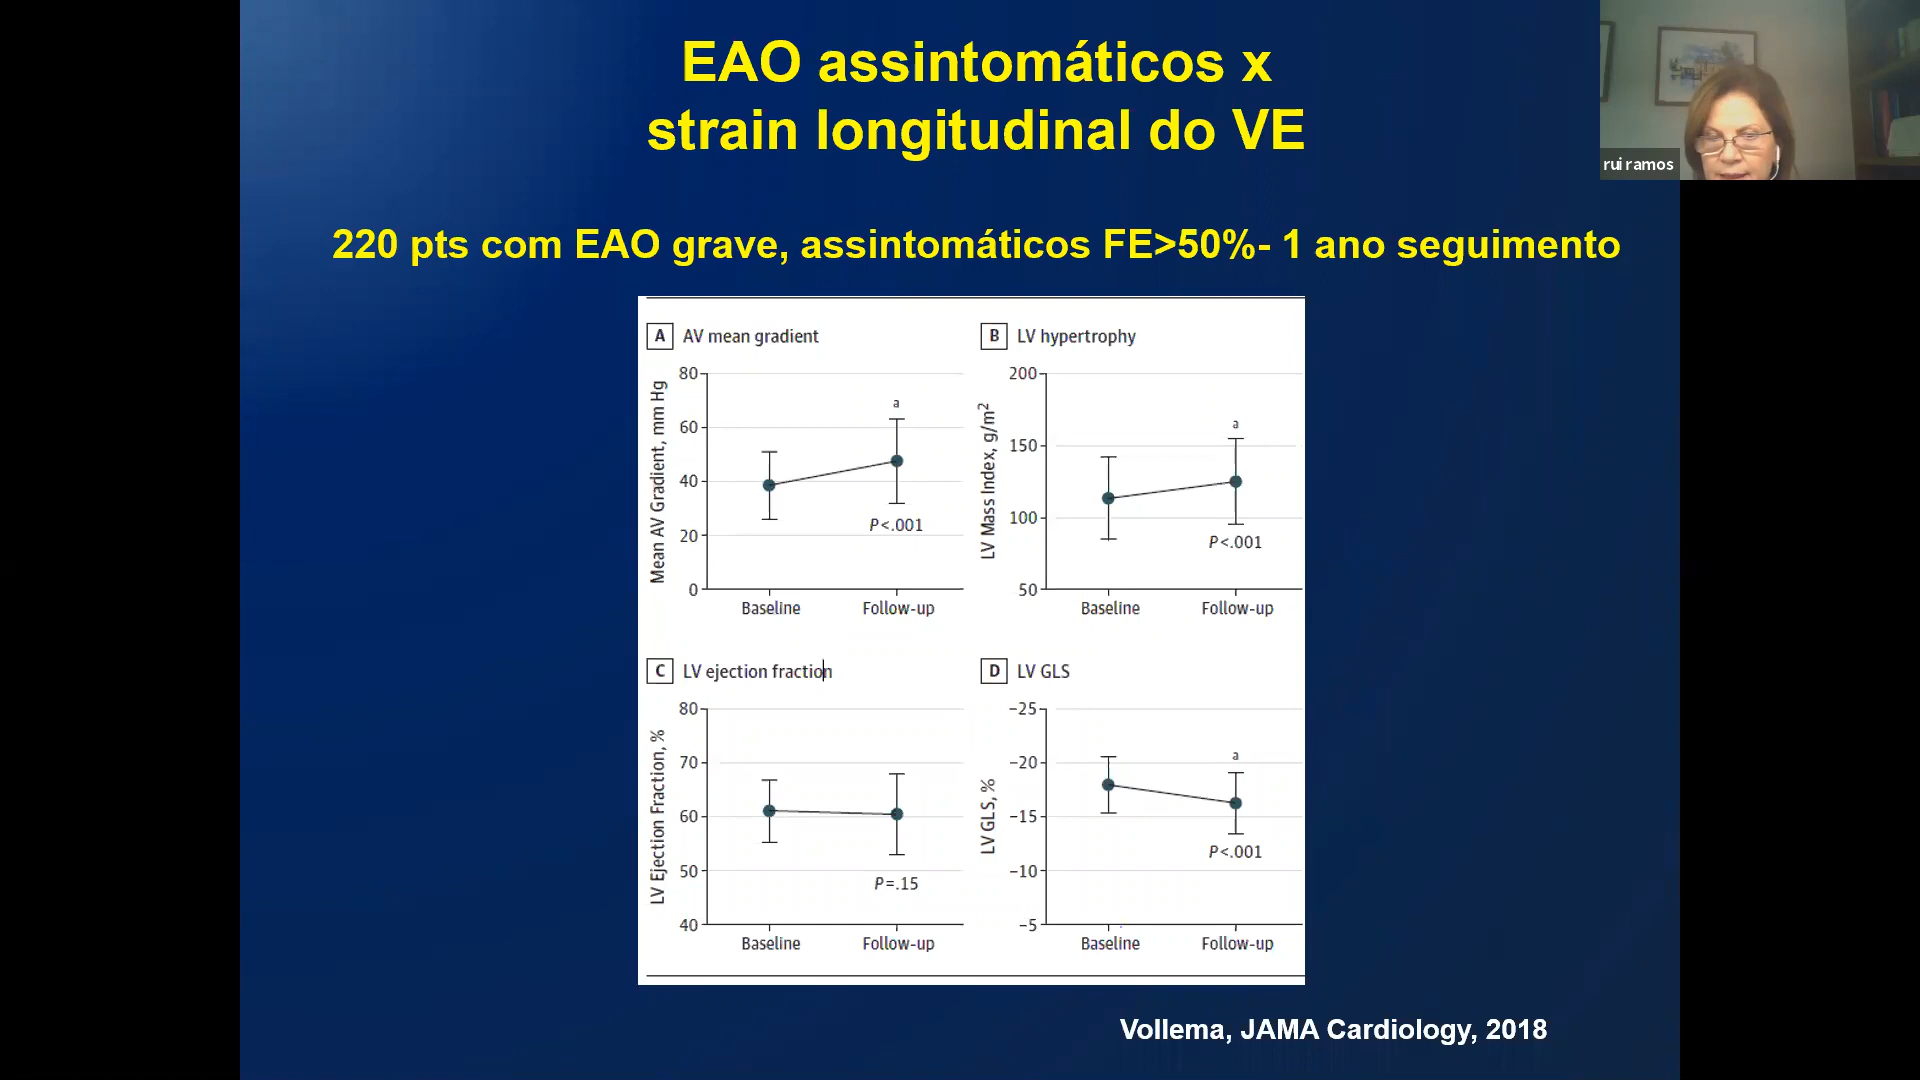 EAO assintomáticos x
strain longitudinal do VE
rui ramos
220 pts com EAO grave, assintomáticos FE>50%- 1 ano seguimento
A AV mean gradient
Mean AV Gradient, mm Hg
80
60
40
20
0
a
P<.001
Baseline Follow-up
B LV hypertrophy
LV Mass Index, g/m²
200
150
100
50
a
P<.001
Baseline Follow-up
C LV ejection fraction
LV Ejection Fraction, %
80
70
60
50
40
P=.15
Baseline Follow-up
D LV GLS
LV GLS, %
−25
−20
−15
−10
−5
a
P<.001
Baseline Follow-up
Vollema, JAMA Cardiology, 2018